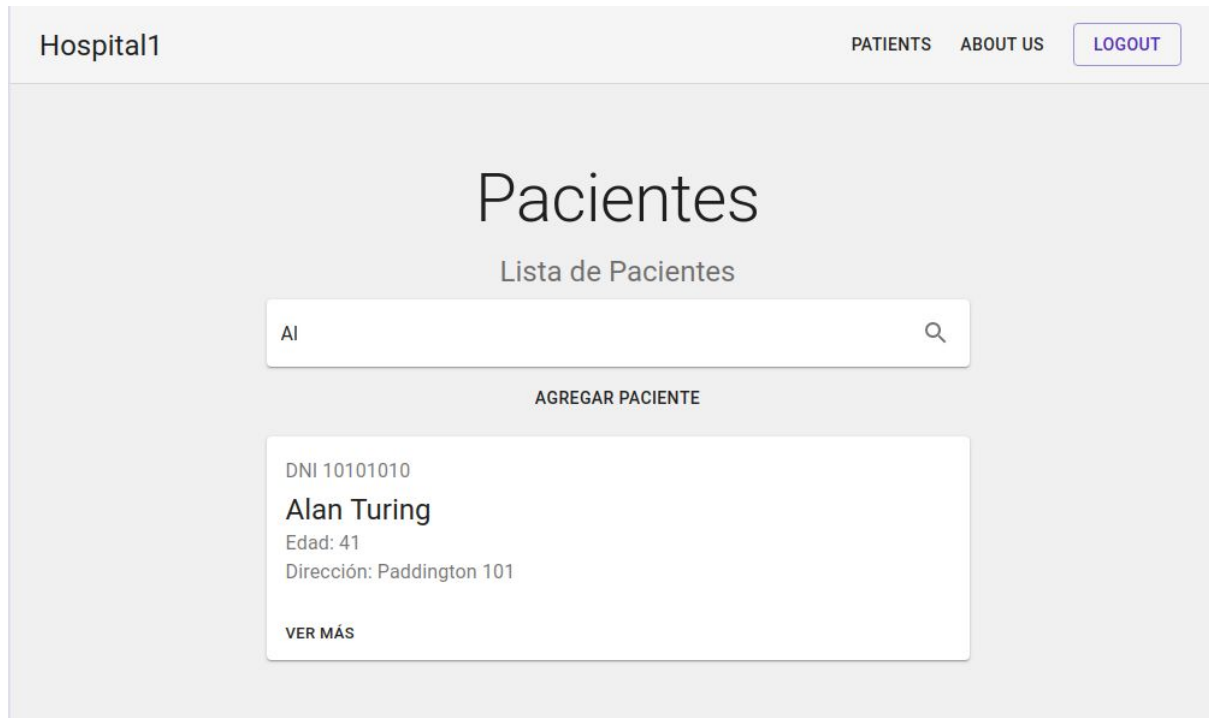 Hospital1
PATIENTS ABOUT US LOGOUT
Pacientes
Lista de Pacientes
Al
AGREGAR PACIENTE
DNI 10101010
Alan Turing
Edad: 41
Dirección: Paddington 101
VER MÁS